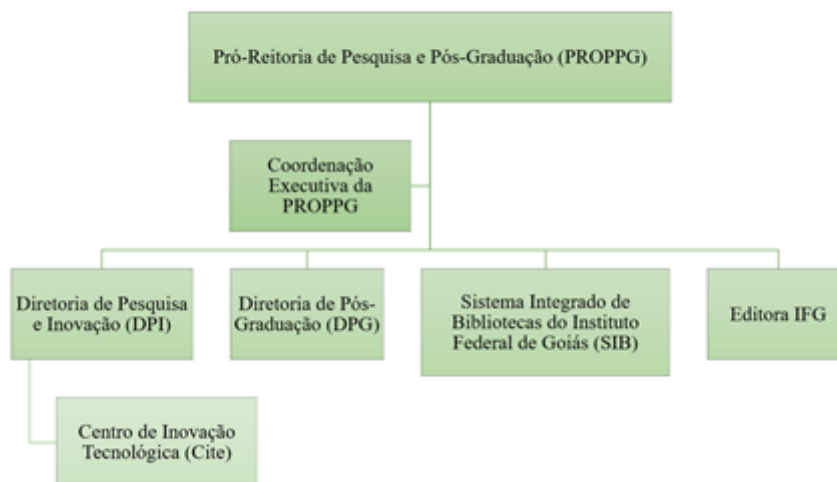 Pró-Reitoria de Pesquisa e Pós-Graduação (PROPPG)
Coordenação
Executiva da
PROPPG
Diretoria de Pesquisa
e Inovação (DPI)
Diretoria de Pós-
Graduação (DPG)
Sistema Integrado de
Bibliotecas do Instituto
Federal de Goiás (SIB)
Editora IFG
Centro de Inovação
Tecnológica (Cite)